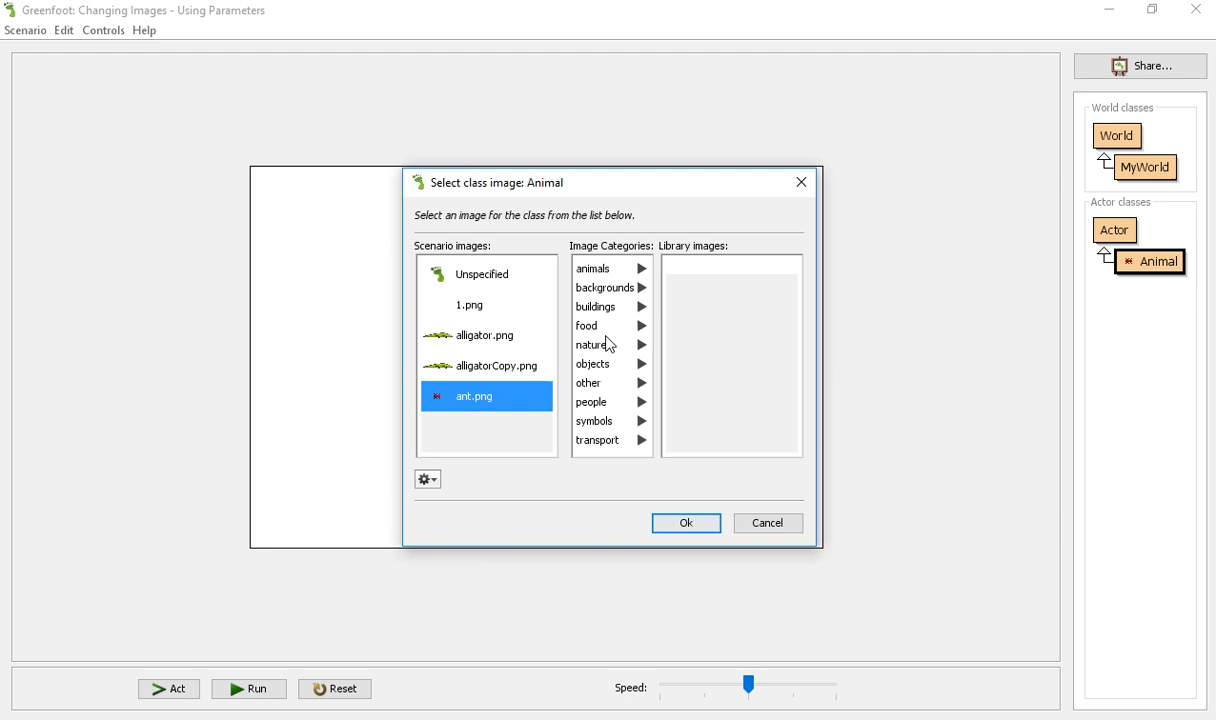 Greenfoot: Changing Images - Using Parameters
Scenario Edit Controls Help
Share...
World classes
World
MyWorld
Actor classes
Actor
Animal
Select class image: Animal
Select an image for the class from the list below.
Scenario images:
Unspecified
1.png
alligator.png
alligatorCopy.png
ant.png
Image Categories:
animals
backgrounds
buildings
food
nature
objects
other
people
symbols
transport
Library images:
Ok
Cancel
Act
Run
Reset
Speed: